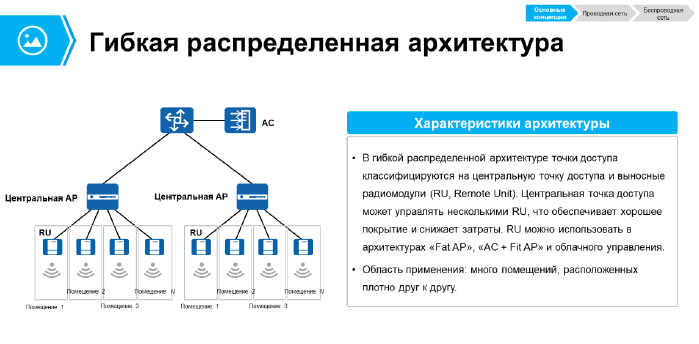 Основные концепции
Проводная сеть
Беспроводная сеть
Гибкая распределенная архитектура
AC
Центральная AP
Центральная AP
RU
RU
Помещение 2
Помещение N
Помещение 1
Помещение 3
Помещение 2
Помещение N
Помещение 1
Помещение 3
Характеристики архитектуры
• В гибкой распределенной архитектуре точки доступа
классифицируются на центральную точку доступа и выносные
радиомодули (RU, Remote Unit). Центральная точка доступа
может управлять несколькими RU, что обеспечивает хорошее
покрытие и снижает затраты. RU можно использовать в
архитектурах «Fat AP», «AC + Fit AP» и облачного управления.
• Область применения: много помещений, расположенных
плотно друг к другу.